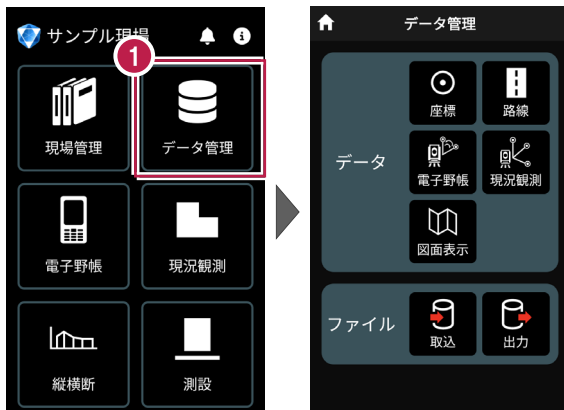 サンプル現場
1
現場管理
データ管理
電子野帳
現況観測
縦横断
測設
データ管理
データ
座標
路線
電子野帳
現況観測
図面表示
ファイル
取込
出力